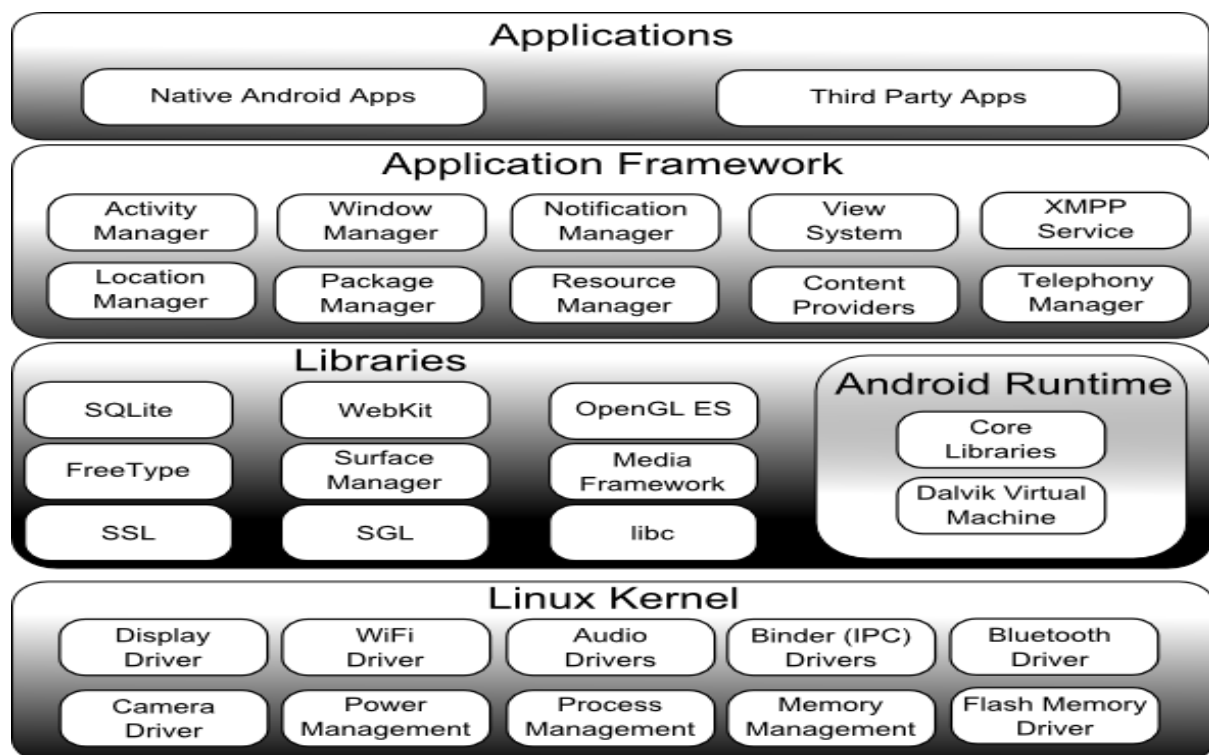 Applications
Native Android Apps
Third Party Apps
Application Framework
Activity
Manager
Window
Manager
Notification
Manager
View
System
XMPP
Service
Location
Manager
Package
Manager
Resource
Manager
Content
Providers
Telephony
Manager
Libraries
SQLite
WebKit
OpenGL ES
FreeType
Surface
Manager
Media
Framework
SSL
SGL
libc
Android Runtime
Core
Libraries
Dalvik Virtual
Machine
Linux Kernel
Display
Driver
WiFi
Driver
Audio
Drivers
Binder (IPC)
Drivers
Bluetooth
Driver
Camera
Driver
Power
Management
Process
Management
Memory
Management
Flash Memory
Driver